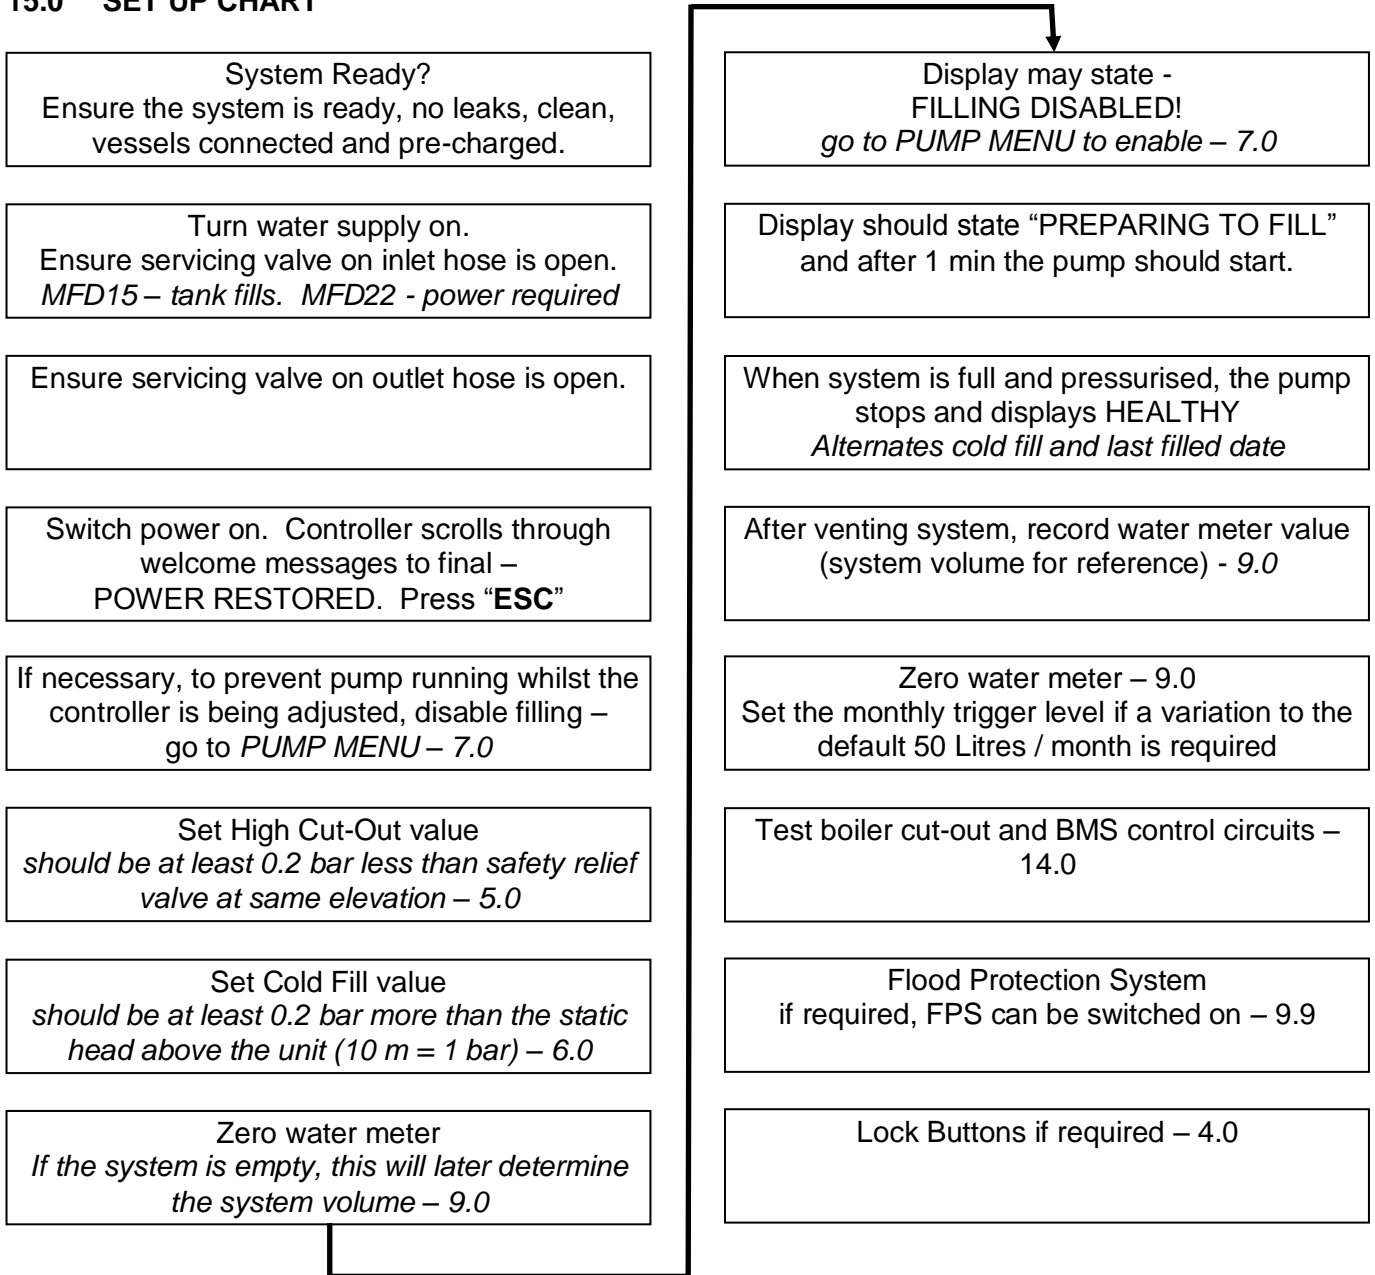 15.0 SET UP CHART
System Ready?
Ensure the system is ready, no leaks, clean,
vessels connected and pre-charged.
Turn water supply on.
Ensure servicing valve on inlet hose is open.
MFD15 – tank fills. MFD22 - power required
Ensure servicing valve on outlet hose is open.
Switch power on. Controller scrolls through
welcome messages to final –
POWER RESTORED. Press “ESC”
If necessary, to prevent pump running whilst the
controller is being adjusted, disable filling –
go to PUMP MENU – 7.0
Set High Cut-Out value
should be at least 0.2 bar less than safety relief
valve at same elevation – 5.0
Set Cold Fill value
should be at least 0.2 bar more than the static
head above the unit (10 m = 1 bar) – 6.0
Zero water meter
If the system is empty, this will later determine
the system volume – 9.0
Display may state -
FILLING DISABLED!
go to PUMP MENU to enable – 7.0
Display should state “PREPARING TO FILL”
and after 1 min the pump should start.
When system is full and pressurised, the pump
stops and displays HEALTHY
Alternates cold fill and last filled date
After venting system, record water meter value
(system volume for reference) - 9.0
Zero water meter – 9.0
Set the monthly trigger level if a variation to the
default 50 Litres / month is required
Test boiler cut-out and BMS control circuits –
14.0
Flood Protection System
if required, FPS can be switched on – 9.9
Lock Buttons if required – 4.0